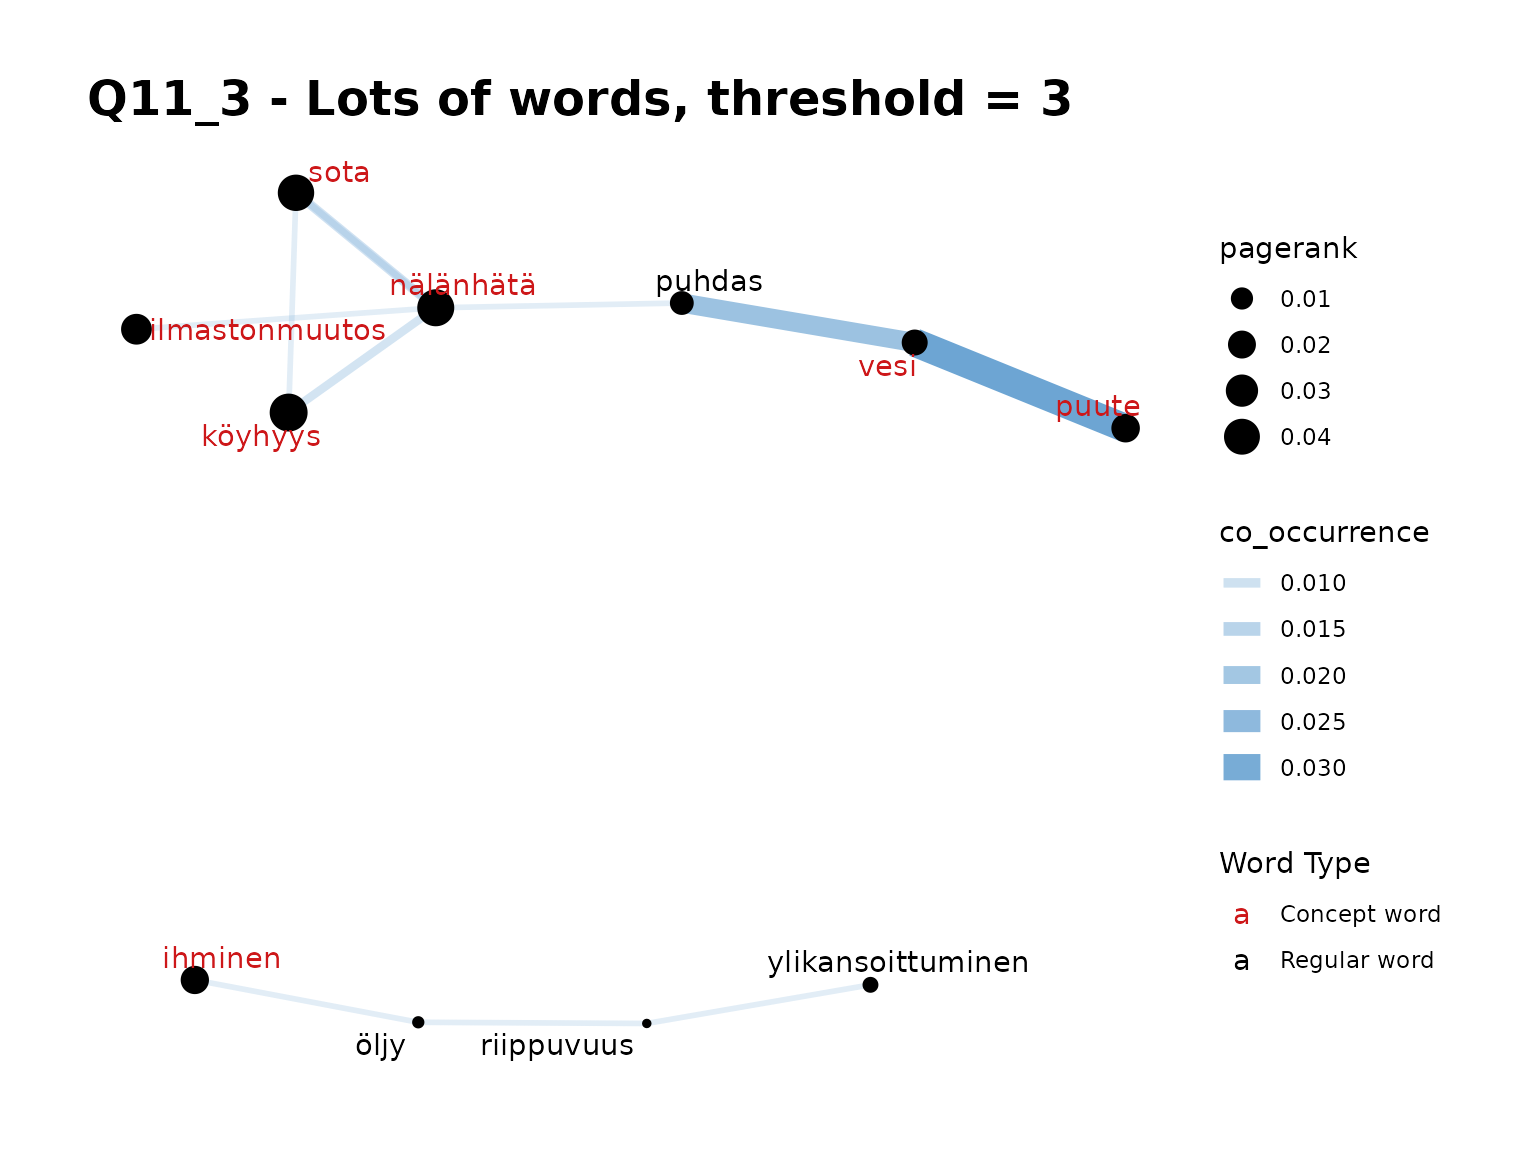 Q11_3 - Lots of words, threshold = 3
sota
nälänhätä
puhdas
ilmastonmuutos
vesi
puute
köyhyys
pagerank
0.01
0.02
0.03
0.04
co_occurrence
0.010
0.015
0.020
0.025
0.030
Word Type
a Concept word
a Regular word
ihminen
ylikansoittuminen
öljy
riippuvuus